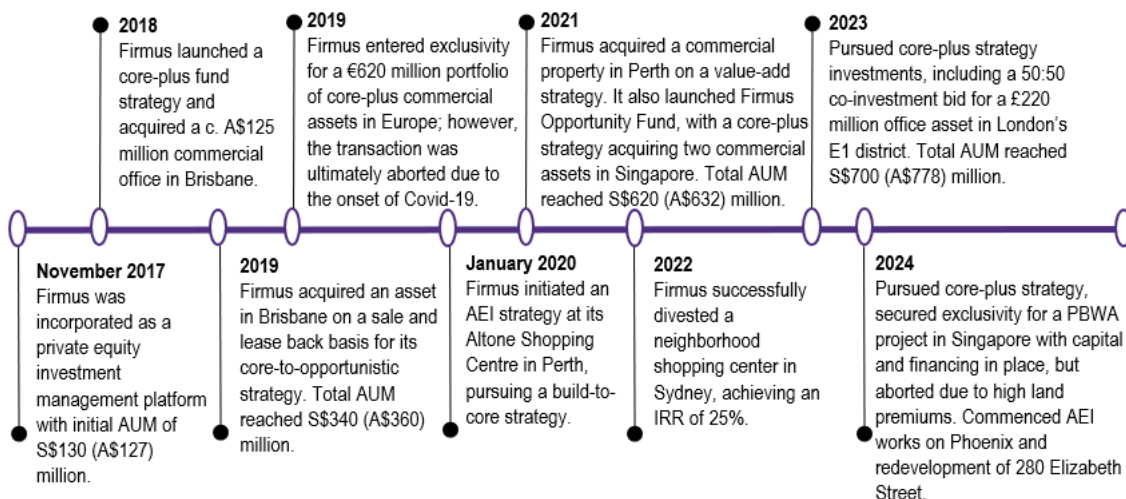 2018
Firmus launched a
core-plus fund
strategy and
acquired a c. A$125
million commercial
office in Brisbane.
2019
Firmus entered exclusivity
for a €620 million portfolio
of core-plus commercial
assets in Europe; however,
the transaction was
ultimately aborted due to
the onset of Covid-19.
2021
Firmus acquired a commercial
property in Perth on a value-add
strategy. It also launched Firmus
Opportunity Fund, with a core-plus
strategy acquiring two commercial
assets in Singapore. Total AUM
reached S$620 (A$632) million.
2023
Pursued core-plus strategy
investments, including a 50:50
co-investment bid for a £220
million office asset in London's
E1 district. Total AUM reached
S$700 (A$778) million.
November 2017
Firmus was
incorporated as a
private equity
investment
management platform
with initial AUM of
S$130 (A$127)
million.
2019
Firmus acquired an asset
in Brisbane on a sale and
lease back basis for its
core-to-opportunistic
strategy. Total AUM
reached S$340 (A$360)
million.
January 2020
Firmus initiated an
AEI strategy at its
Altone Shopping
Centre in Perth,
pursuing a build-to-
core strategy.
2022
Firmus successfully
divested a
neighborhood
shopping center in
Sydney, achieving an
IRR of 25%.
2024
Pursued core-plus strategy,
secured exclusivity for a PBWA
project in Singapore with capital
and financing in place, but
aborted due to high land
premiums. Commenced AEI
works on Phoenix and
redevelopment of 280 Elizabeth
Street.